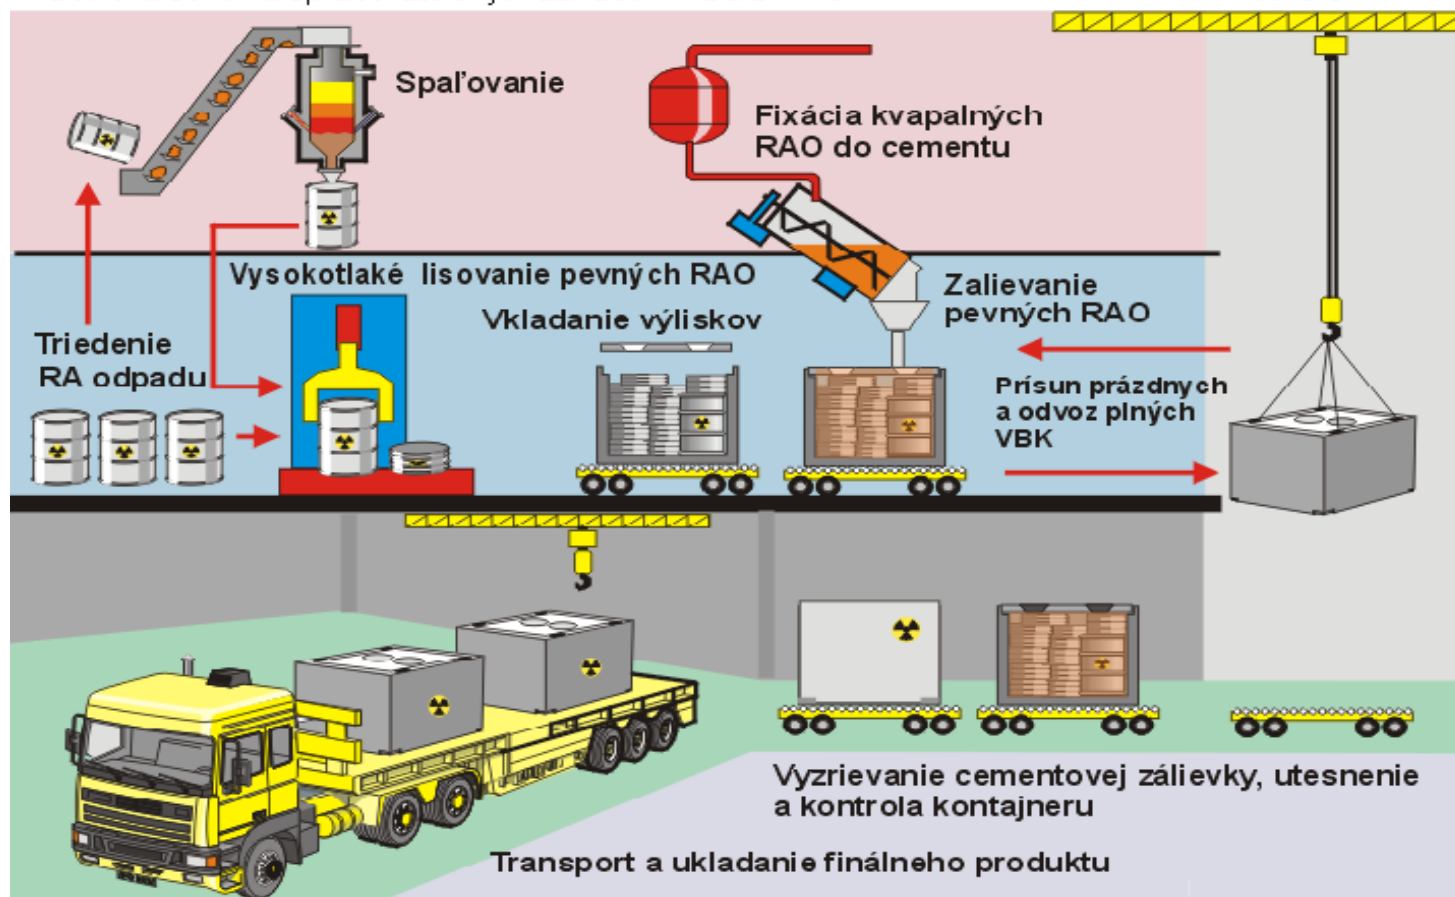 Spaľovanie
Fixácia kvapalných
RAO do cementu
Vysokotlaké lisovanie pevných RAO
Vkladanie výliskov
Zalievanie
pevných RAO
Triedenie
RA odpadu
Prísun prázdnych
a odvoz plných
VBK
Vyzrievanie cementovej zálievky, utesnenie
a kontrola kontajneru
Transport a ukladanie finálneho produktu